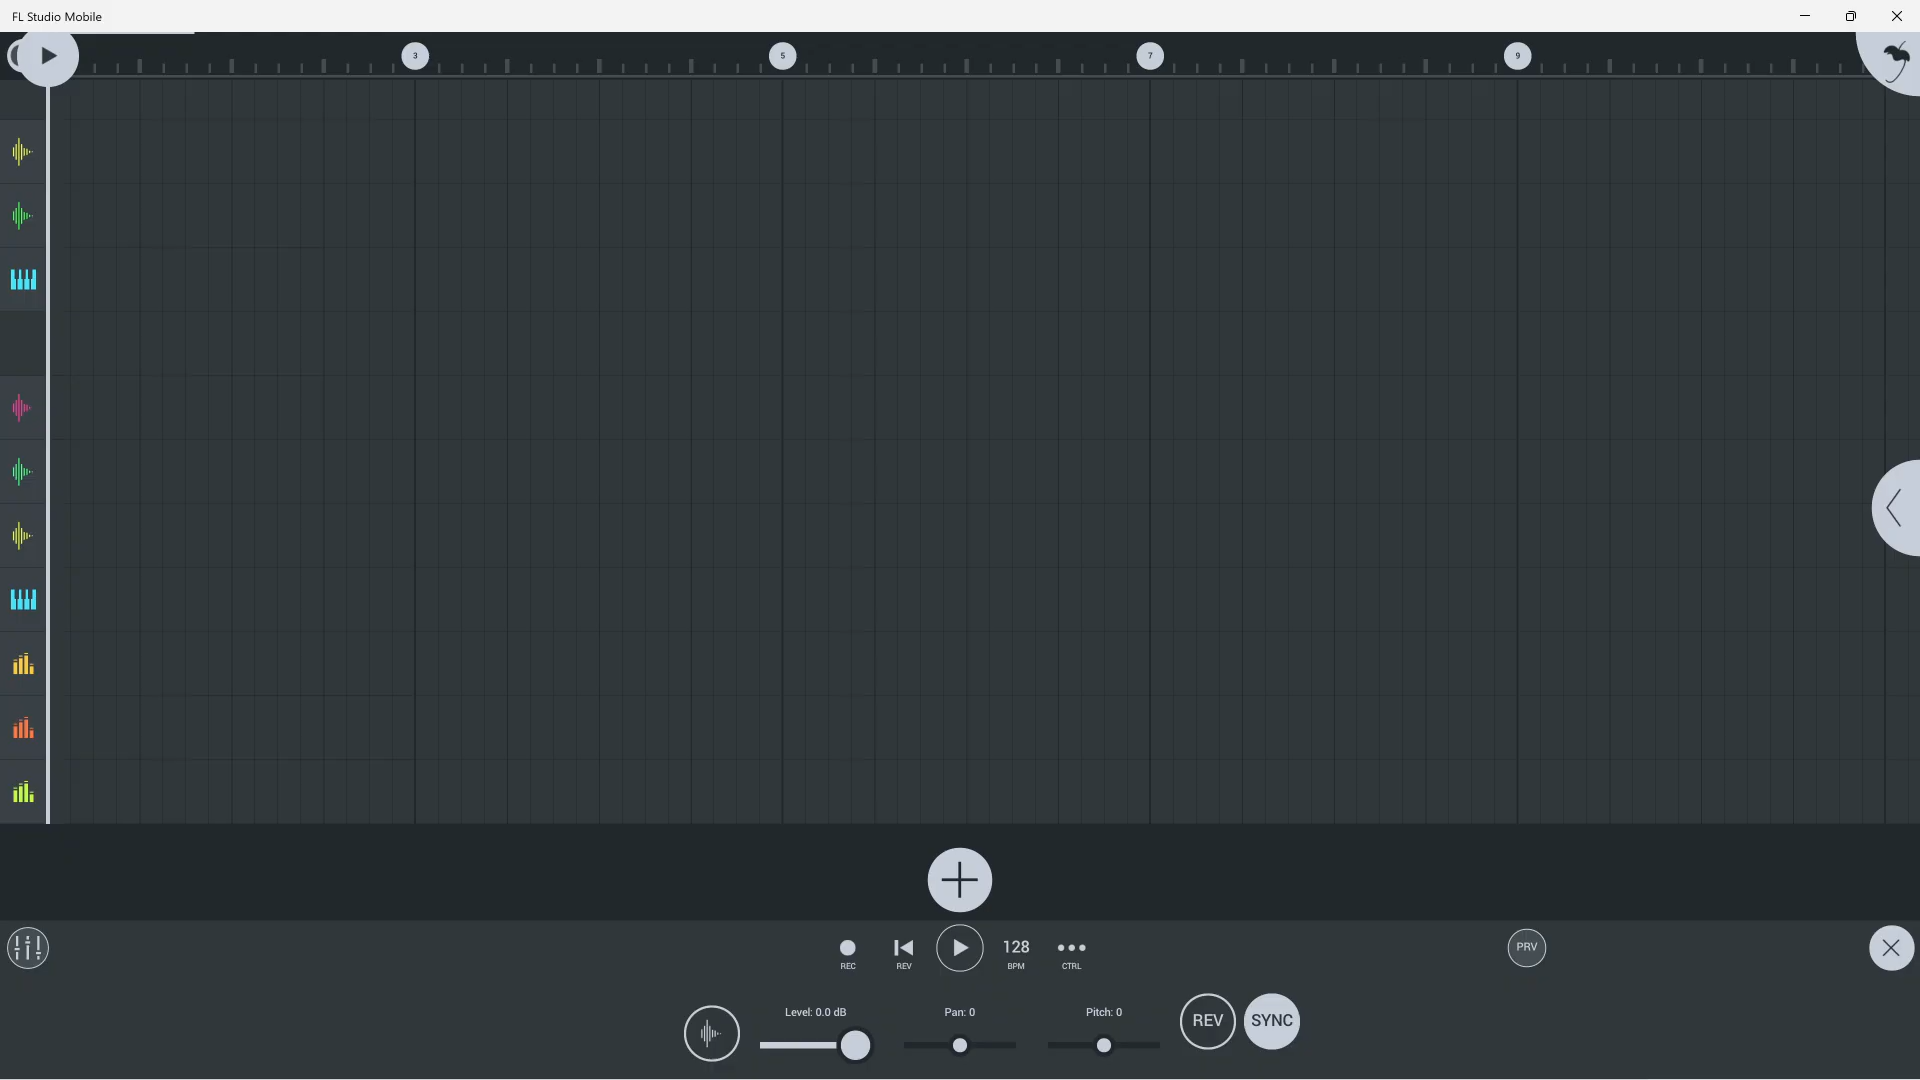 FL Studio Mobile
3
5
7
9
128
PRV
REC
REV
BPM
CTRL
Level: 0.0 dB
Pan: 0
Pitch: 0
REV
SYNC